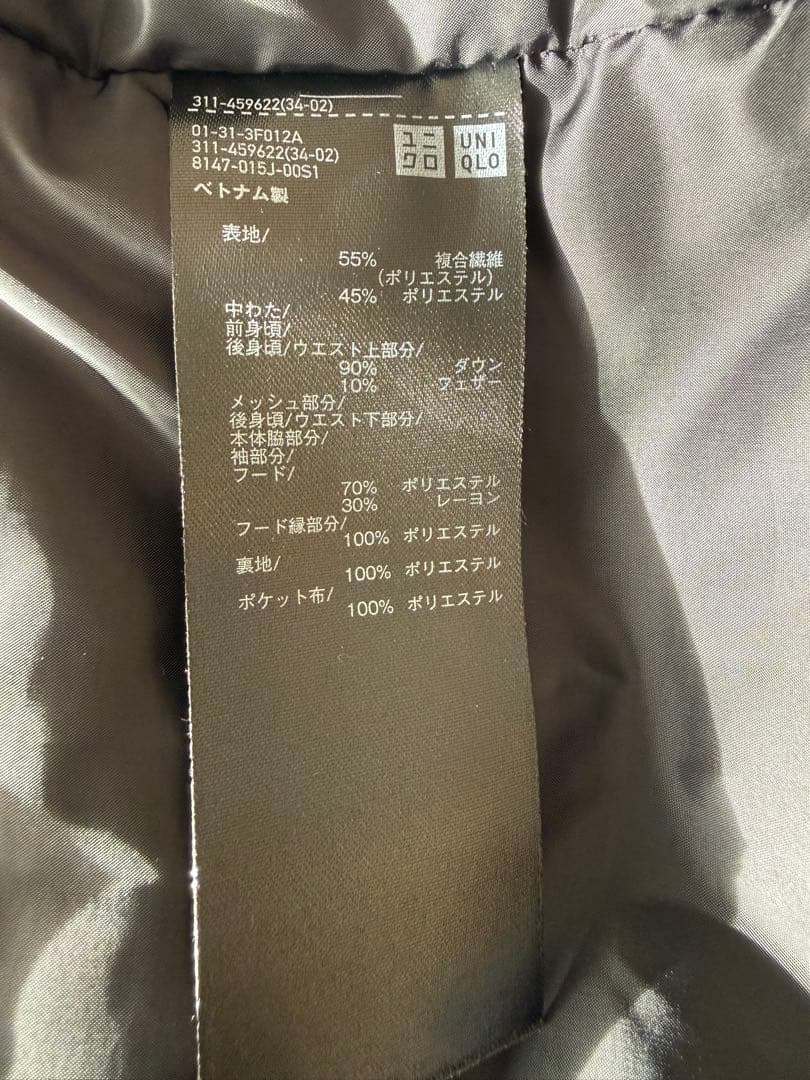 311-459622(34-02)
01-31-3F012A
311-459622(34-02)
8147-015J-00S1
ユニクロ
UNIQLO
ベトナム製
表地/
55% 複合繊維
(ポリエステル)
45% ポリエステル
中わた/
前身頃/
後身頃/ウエスト上部分/
90% ダウン
10% フェザー
メッシュ部分/
後身頃/ウエスト下部分/
本体脇部分/
袖部分/
フード/
70% ポリエステル
30% レーヨン
フード縁部分/
100% ポリエステル
裏地/
100% ポリエステル
ポケット布/
100% ポリエステル